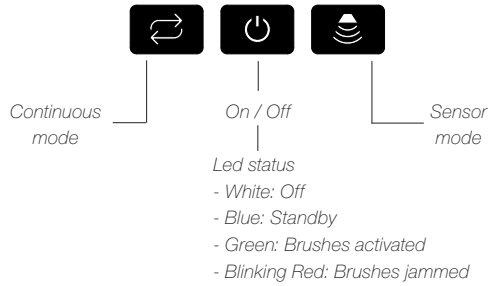 Continuous
mode
On / Off
Sensor
mode
Led status
- White: Off
- Blue: Standby
- Green: Brushes activated
- Blinking Red: Brushes jammed